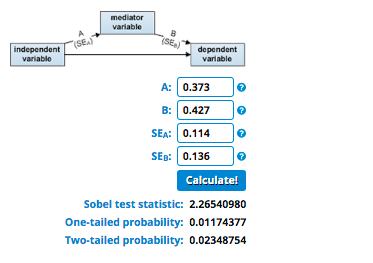 mediator
variable
A
(SEA)
B
(SEB)
independent
variable
dependent
variable
A: 0.373 ?
B: 0.427 ?
SEA: 0.114 ?
SEB: 0.136 ?
Calculate!
Sobel test statistic: 2.26540980
One-tailed probability: 0.01174377
Two-tailed probability: 0.02348754